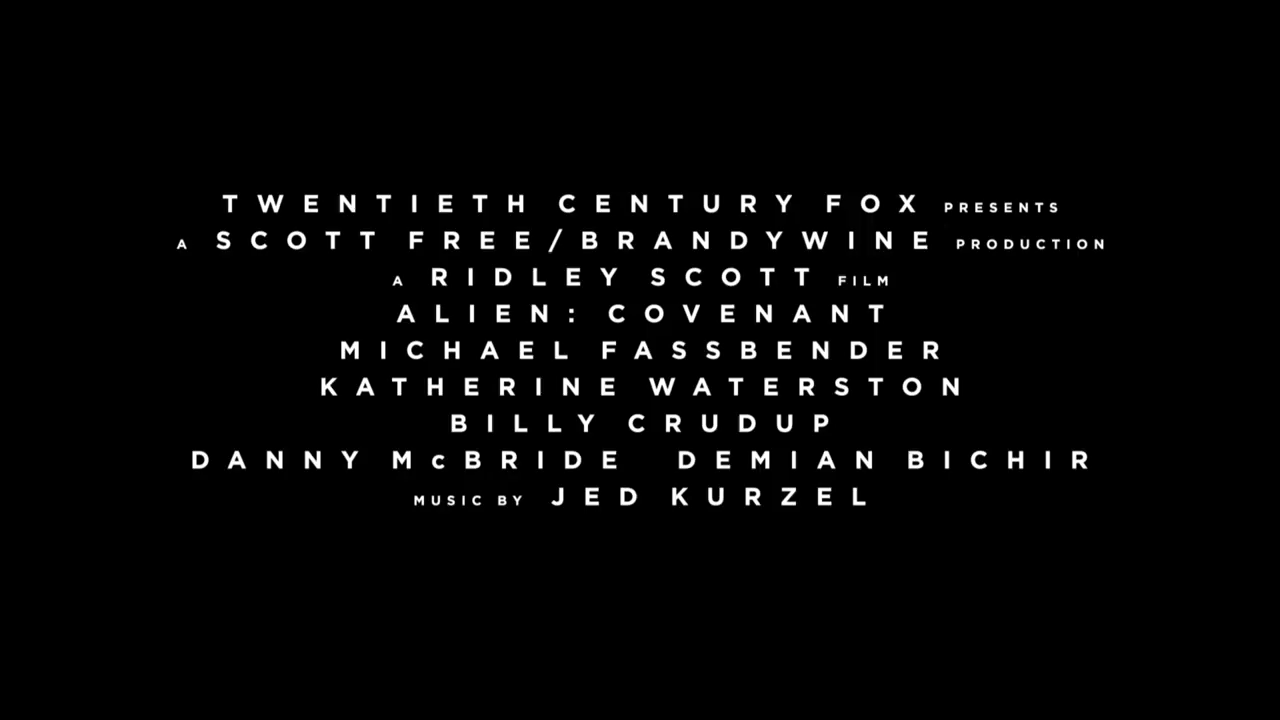 TWENTIETH CENTURY FOX PRESENTS
A SCOTT FREE/BRANDYWINE PRODUCTION
A RIDLEY SCOTT FILM
ALIEN: COVENANT
MICHAEL FASSBENDER
KATHERINE WATERSTON
BILLY CRUDUP
DANNY McBRIDE DEMIAN BICHIR
MUSIC BY JED KURZEL